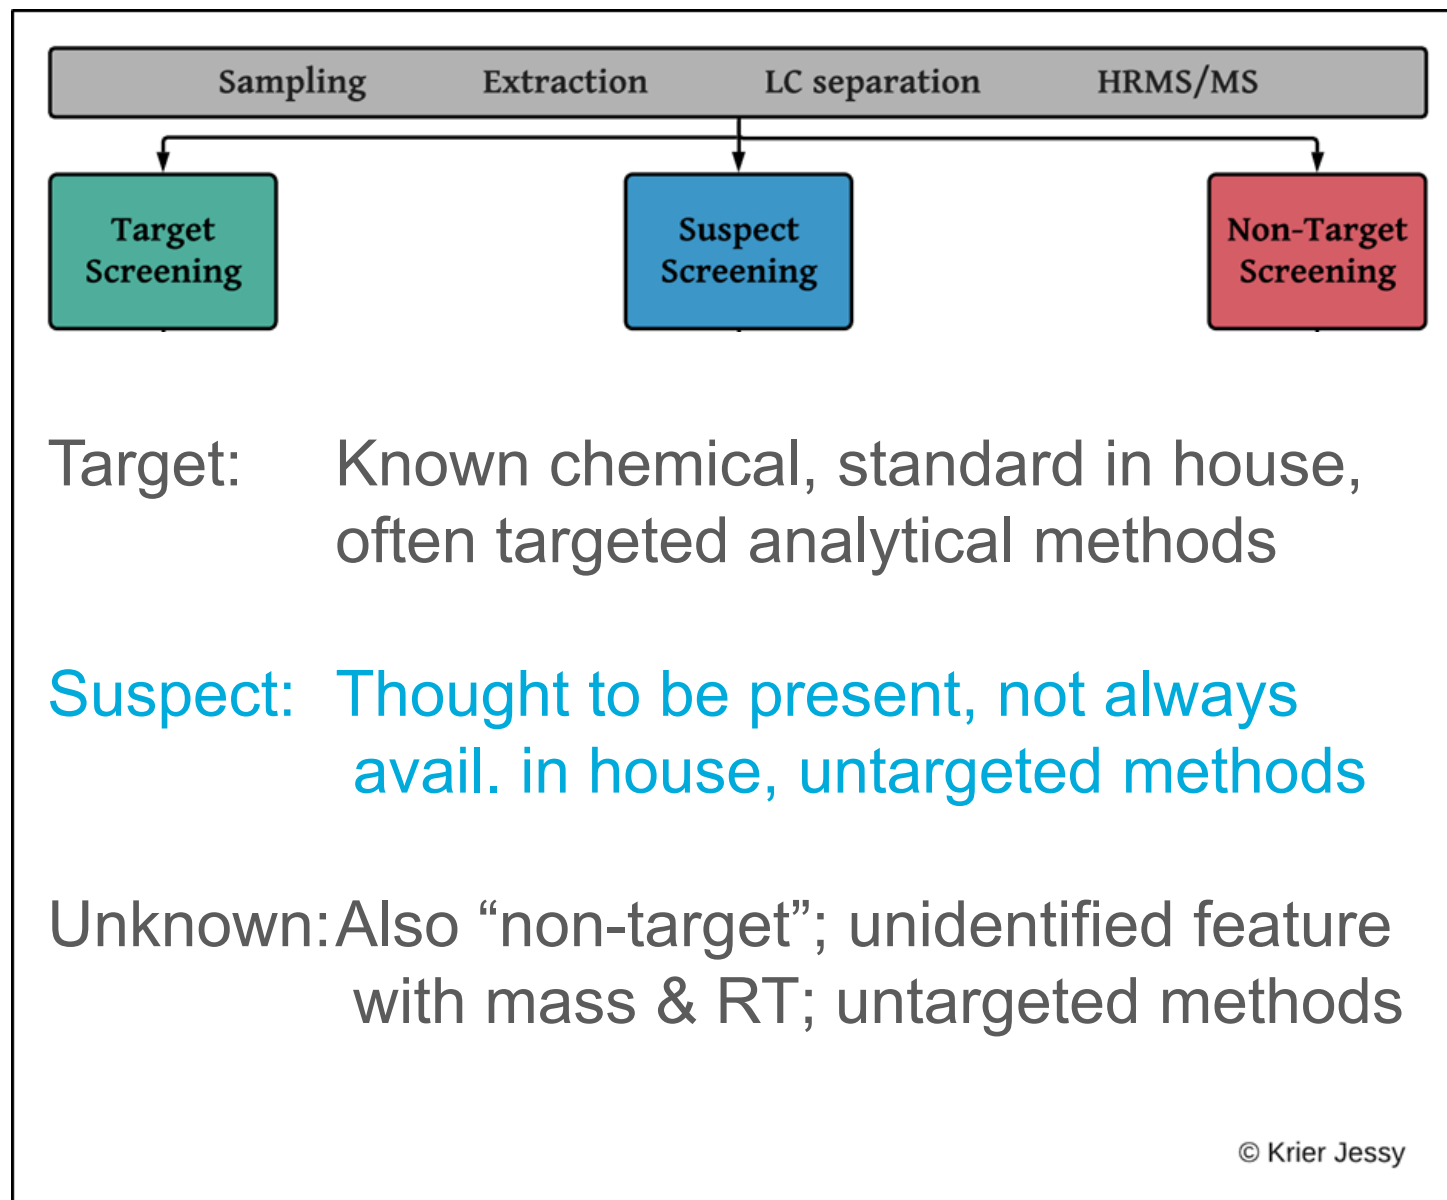 Sampling Extraction LC separation HRMS/MS
Target
Screening
Suspect
Screening
Non-Target
Screening
Target: Known chemical, standard in house,
often targeted analytical methods
Suspect: Thought to be present, not always
avail. in house, untargeted methods
Unknown: Also “non-target”; unidentified feature
with mass & RT; untargeted methods
© Krier Jessy